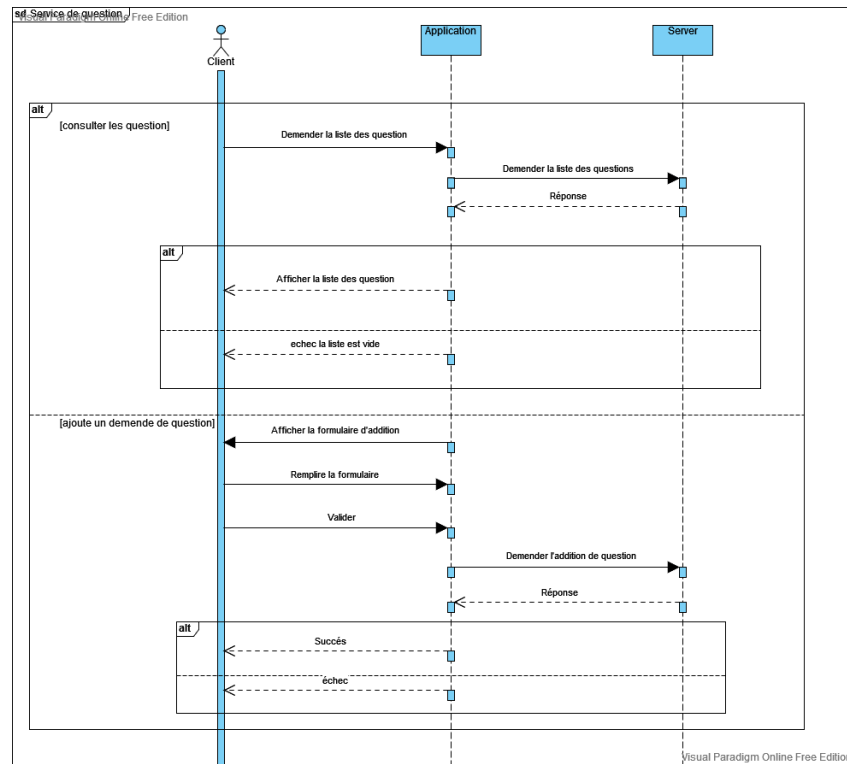 sd Service de question
Visual Paradigm Online Free Edition
Client
Application
Server
alt
[consulter les question]
Demender la liste des question
Demender la liste des questions
Réponse
alt
Afficher la liste des question
echec la liste est vide
[ajoute un demende de question]
Afficher la formulaire d'addition
Remplire la formulaire
Valider
Demender l'addition de question
Réponse
alt
Succés
échec
Visual Paradigm Online Free Edition